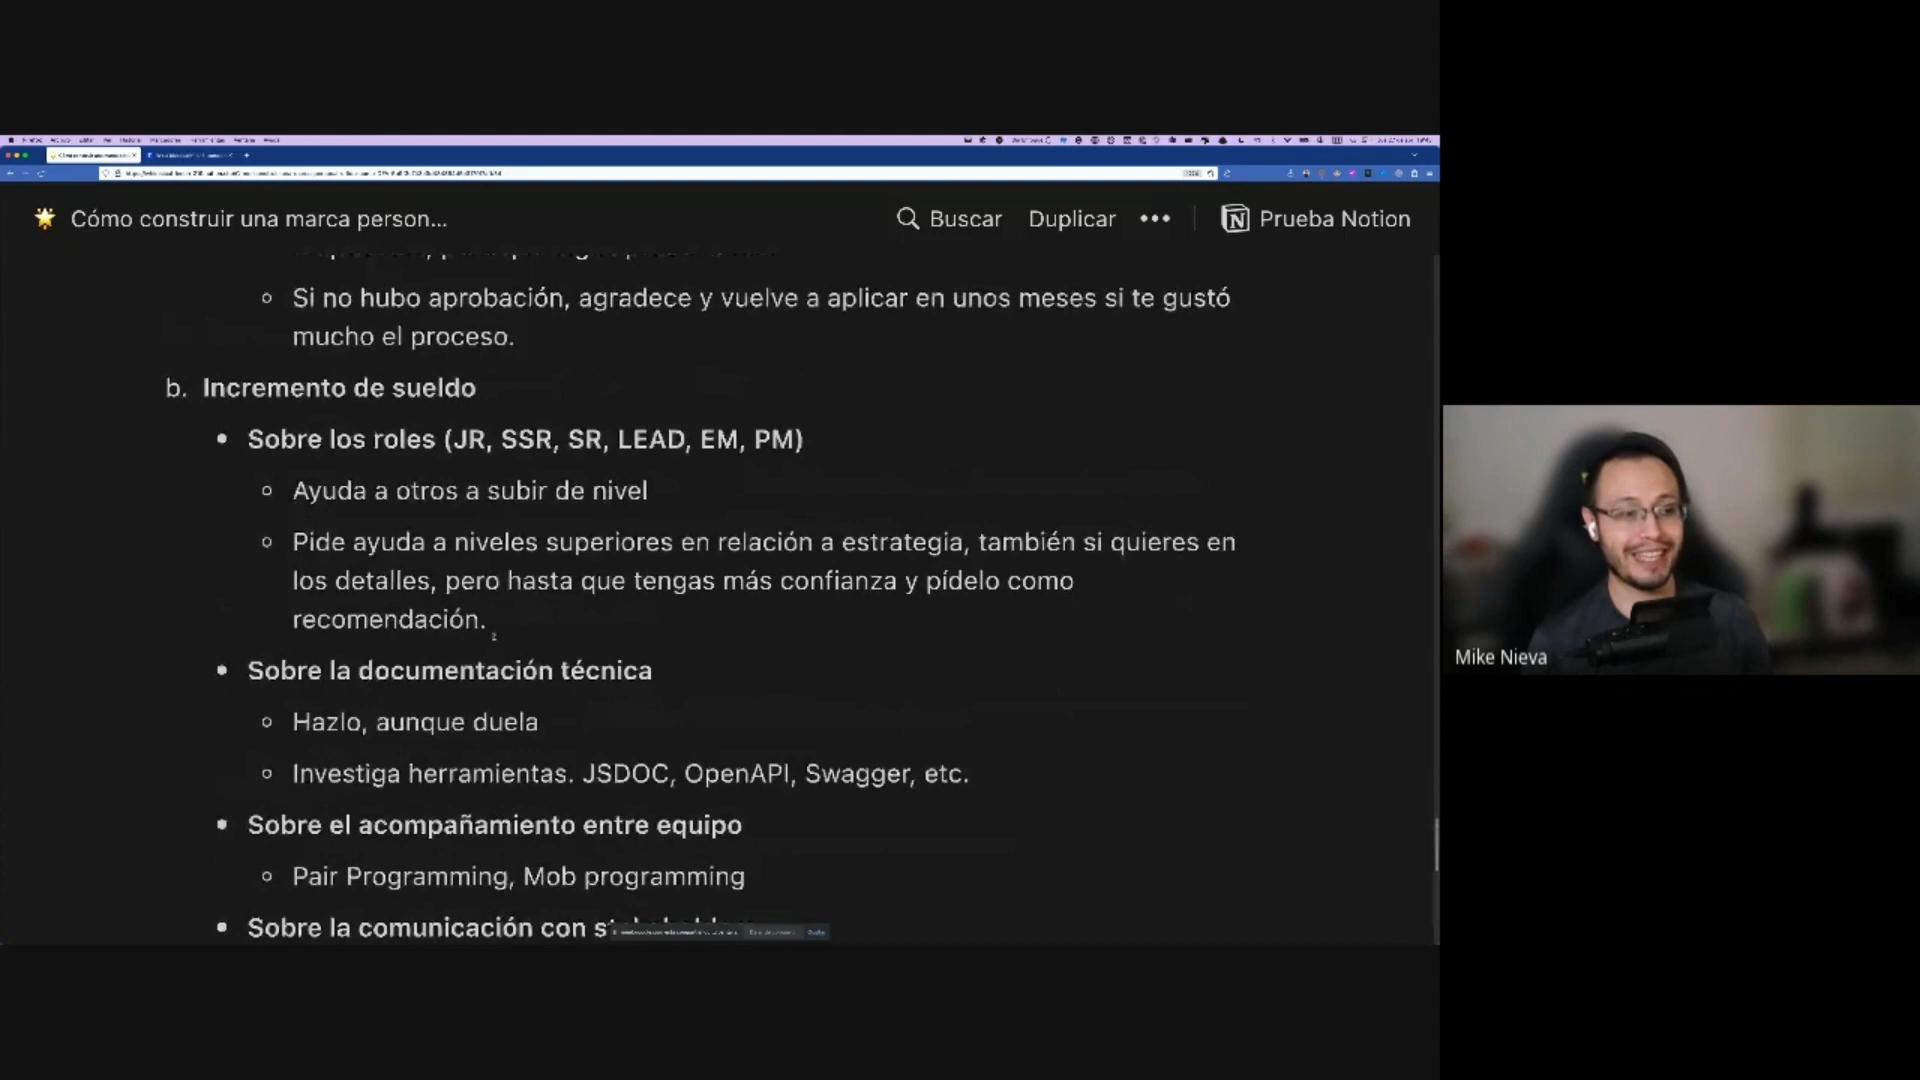 Cómo construir una marca person...
Buscar
Duplicar
Prueba Notion
Si no hubo aprobación, agradece y vuelve a aplicar en unos meses si te gustó
mucho el proceso.
b. Incremento de sueldo
Sobre los roles (JR, SSR, SR, LEAD, EM, PM)
Ayuda a otros a subir de nivel
Pide ayuda a niveles superiores en relación a estrategia, también si quieres en
los detalles, pero hasta que tengas más confianza y pídelo como
recomendación.
Sobre la documentación técnica
Hazlo, aunque duela
Investiga herramientas. JSDOC, OpenAPI, Swagger, etc.
Sobre el acompañamiento entre equipo
Pair Programming, Mob programming
Sobre la comunicación con
Mike Nieva